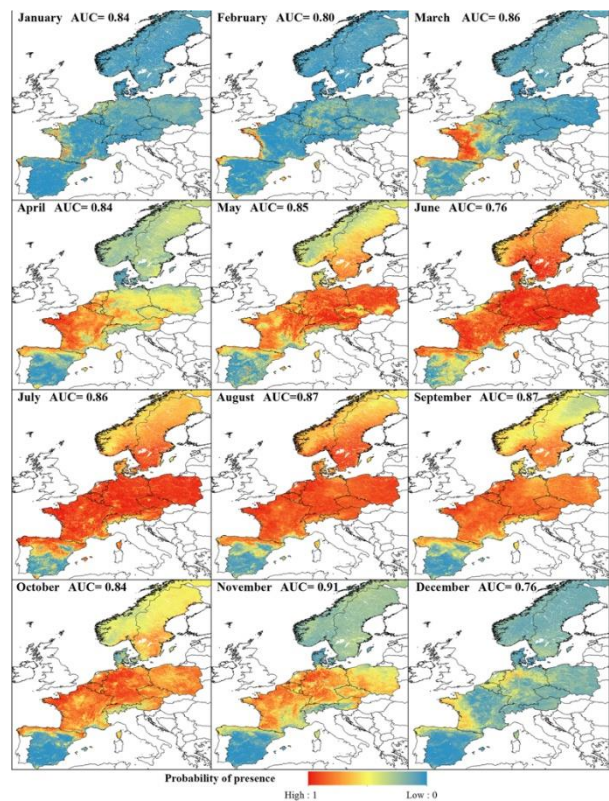 January AUC= 0.84
February AUC= 0.80
March AUC= 0.86
April AUC= 0.84
May AUC= 0.85
June AUC= 0.76
July AUC= 0.86
August AUC=0.87
September AUC= 0.87
October AUC= 0.84
November AUC= 0.91
December AUC= 0.76
Probability of presence
High : 1 Low : 0